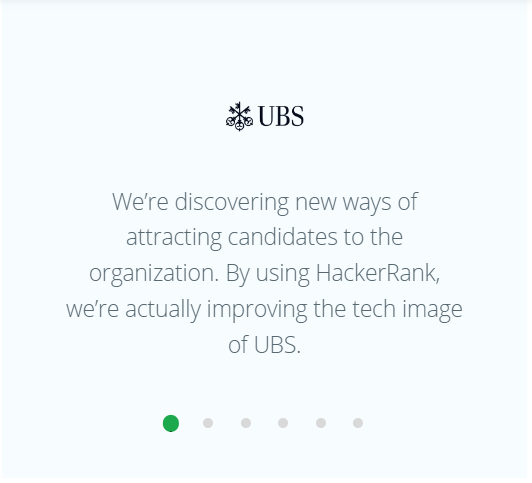 UBS
We’re discovering new ways of
attracting candidates to the
organization. By using HackerRank,
we’re actually improving the tech image
of UBS.